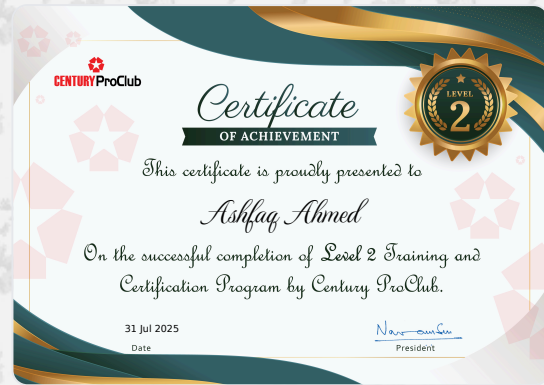 CENTURY ProClub
LEVEL
2
Certificate
OF ACHIEVEMENT
This certificate is proudly presented to
Ashfaq Ahmed
On the successful completion of Level 2 Training and
Certification Program by Century ProClub.
31 Jul 2025
Date
President